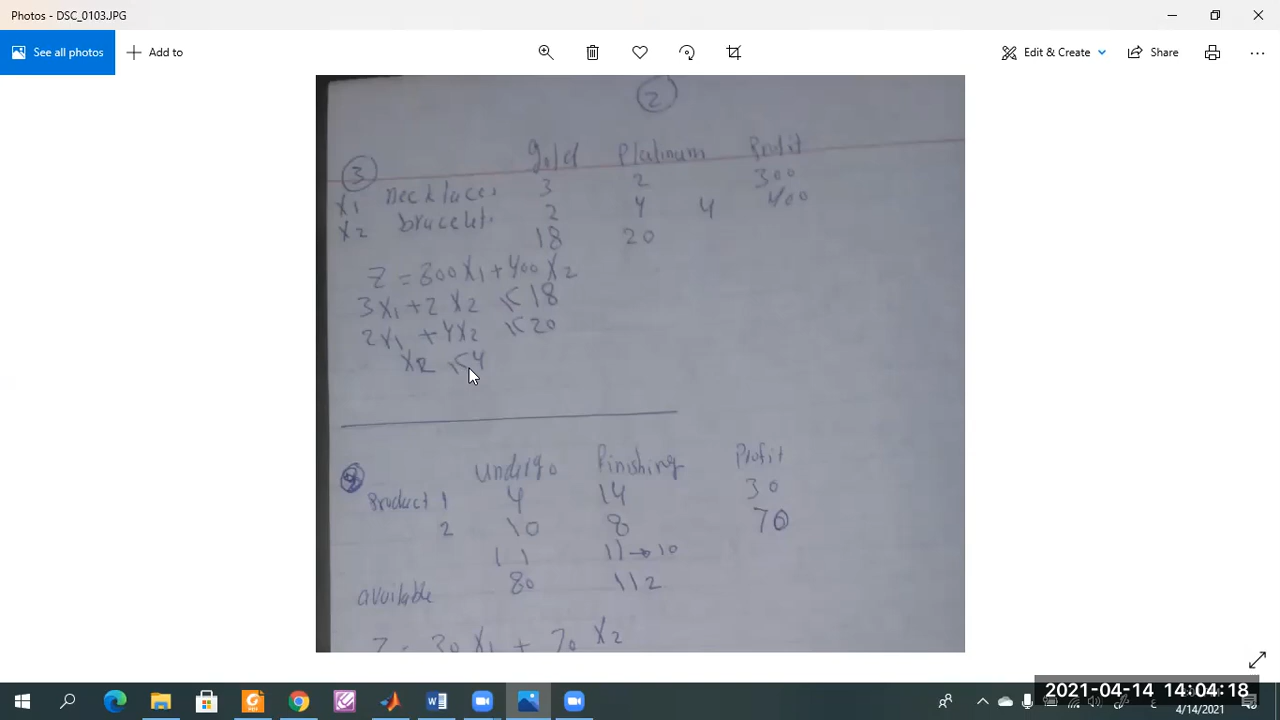 Photos - DSC_0103.JPG
See all photos
Add to
Edit & Create
Share
2
3 gold Platinum Profit
X1 necklaces 3 2 300
X2 bracelets 2 4 4 400
18 20
Z = 300X1 + 400X2
3X1 + 2X2 ≤ 18
2X1 + 4X2 ≤ 20
X2 ≤ 4
undergo Finishing Profit
Product 1 4 14 30
2 10 8 70
11 11 → 10
available 80 112
Z = 30X1 + 70X2
2021-04-14 14:04:18
4/14/2021